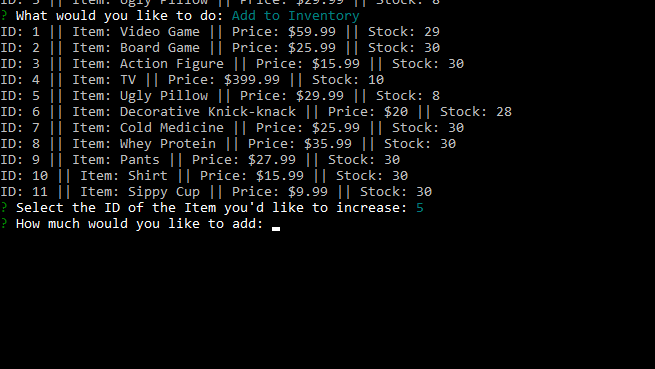 ID: 5 || Item: Ugly Pillow || Price: $29.99 || Stock: 8
? What would you like to do: Add to Inventory
ID: 1 || Item: Video Game || Price: $59.99 || Stock: 29
ID: 2 || Item: Board Game || Price: $25.99 || Stock: 30
ID: 3 || Item: Action Figure || Price: $15.99 || Stock: 30
ID: 4 || Item: TV || Price: $399.99 || Stock: 10
ID: 5 || Item: Ugly Pillow || Price: $29.99 || Stock: 8
ID: 6 || Item: Decorative Knick-knack || Price: $20 || Stock: 28
ID: 7 || Item: Cold Medicine || Price: $25.99 || Stock: 30
ID: 8 || Item: Whey Protein || Price: $35.99 || Stock: 30
ID: 9 || Item: Pants || Price: $27.99 || Stock: 30
ID: 10 || Item: Shirt || Price: $15.99 || Stock: 30
ID: 11 || Item: Sippy Cup || Price: $9.99 || Stock: 30
? Select the ID of the Item you'd like to increase: 5
? How much would you like to add: